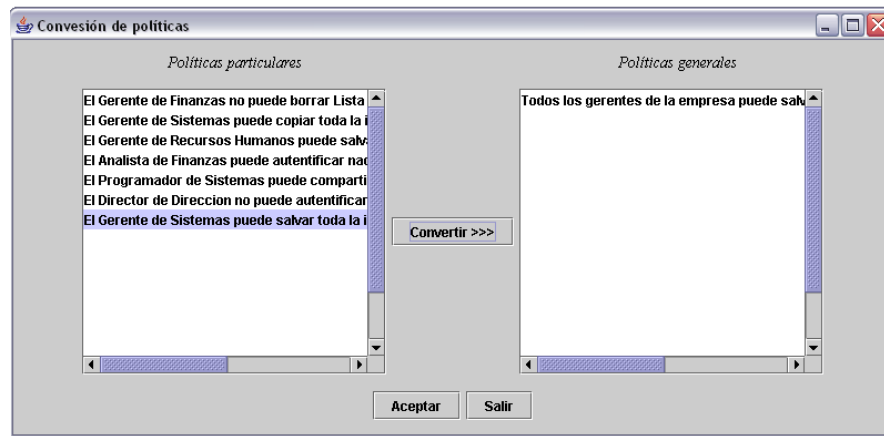 Convesión de políticas
Políticas particulares
Políticas generales
El Gerente de Finanzas no puede borrar Lista
El Gerente de Sistemas puede copiar toda la i
El Gerente de Recursos Humanos puede salv
El Analista de Finanzas puede autentificar nac
El Programador de Sistemas puede comparti
El Director de Direccion no puede autentificar
El Gerente de Sistemas puede salvar toda la i
Todos los gerentes de la empresa puede salv
Convertir >>>
Aceptar
Salir